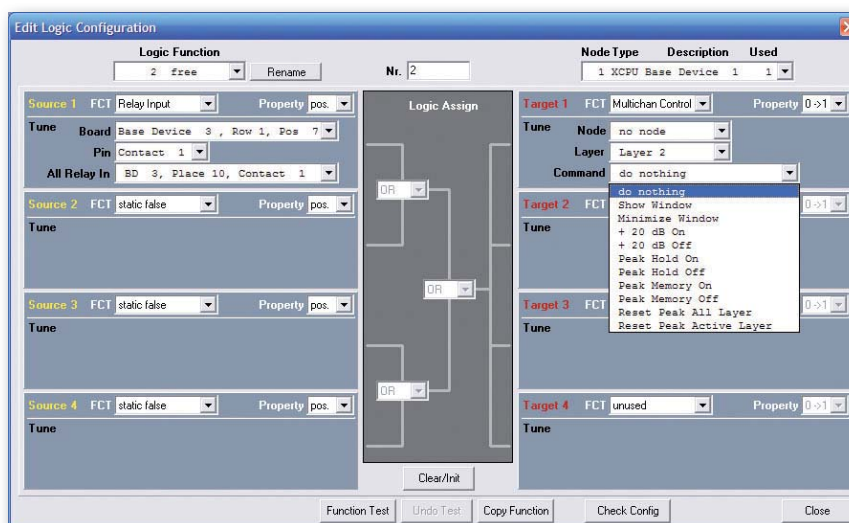 Edit Logic Configuration
Logic Function
2 free
Rename
Nr. 2
Node Type Description Used
1 XCPU Base Device 1 1
Source 1 FCT Relay Input Property pos.
Tune Board Base Device 3 , Row 1, Pos 7
Pin Contact 1
All Relay In BD 3, Place 10, Contact 1
Source 2 FCT static false Property pos.
Tune
Source 3 FCT static false Property pos.
Tune
Source 4 FCT static false Property pos.
Tune
Logic Assign
OR
OR
OR
Clear/Init
Target 1 FCT Multichan Control Property 0->1
Tune Node no node
Layer Layer 2
Command do nothing
do nothing
Show Window
Minimize Window
+ 20 dB On
+ 20 dB Off
Peak Hold On
Peak Hold Off
Peak Memory On
Peak Memory Off
Reset Peak All Layer
Reset Peak Active Layer
Target 2 FCT 0->1
Tune
Target 3 FCT 0->1
Tune
Target 4 FCT unused Property 0->1
Tune
Function Test Undo Test Copy Function Check Config Close